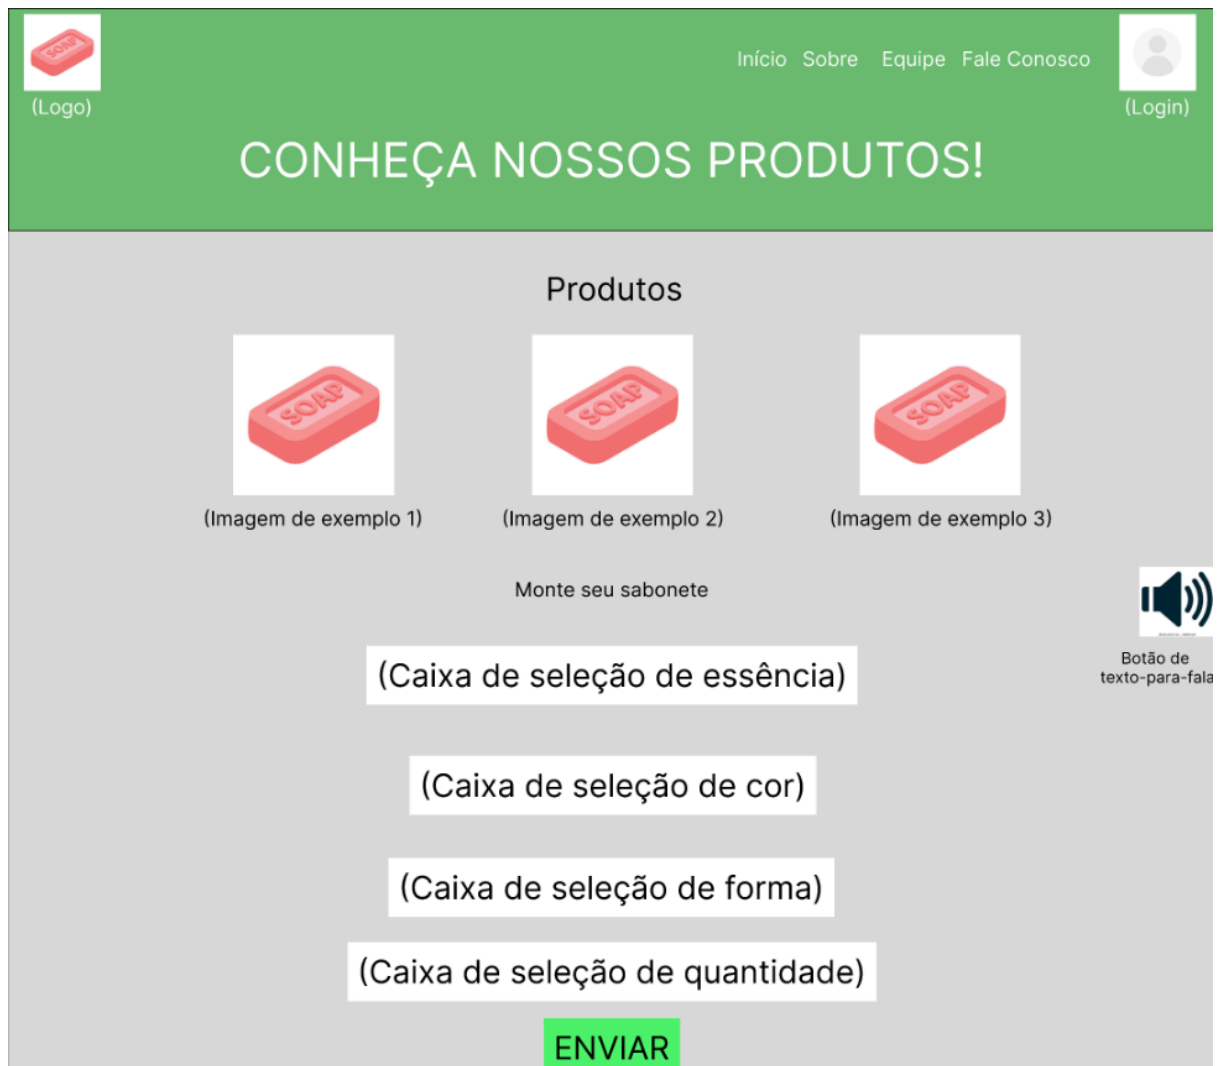 SOAP
(Logo)
Início Sobre Equipe Fale Conosco
(Login)
CONHEÇA NOSSOS PRODUTOS!
Produtos
SOAP
SOAP
SOAP
(Imagem de exemplo 1)
(Imagem de exemplo 2)
(Imagem de exemplo 3)
Monte seu sabonete
Botão de
texto-para-fala
(Caixa de seleção de essência)
(Caixa de seleção de cor)
(Caixa de seleção de forma)
(Caixa de seleção de quantidade)
ENVIAR